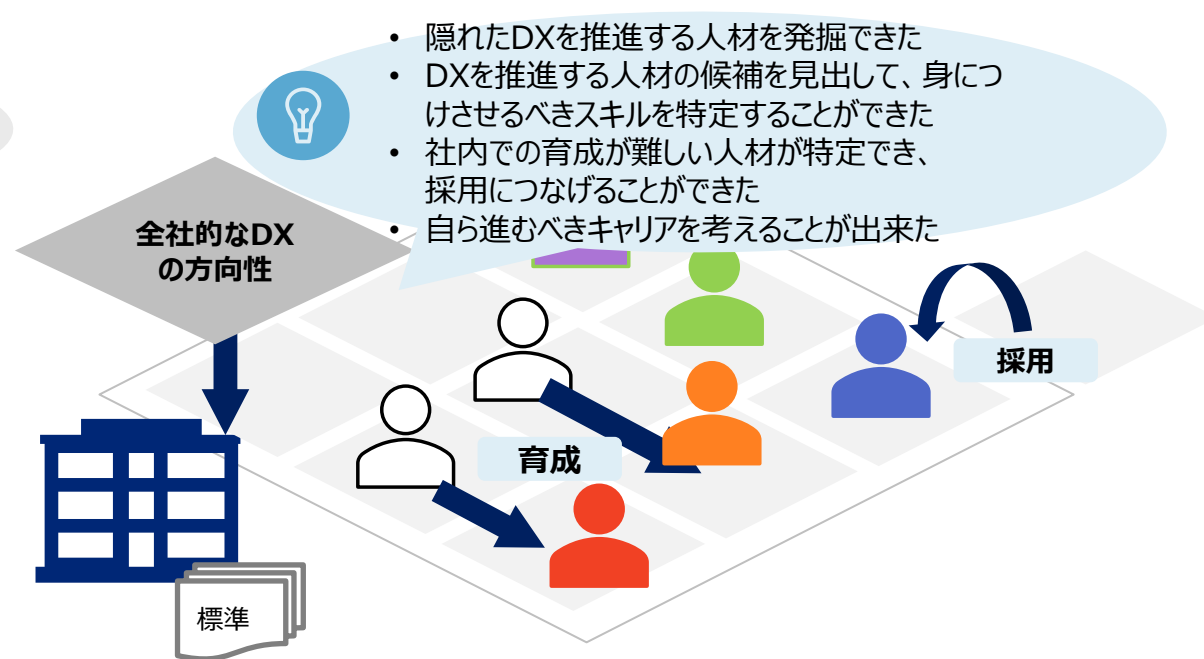 • 隠れたDXを推進する人材を発掘できた
• DXを推進する人材の候補を見出して、身につ
けさせるべきスキルを特定することができた
• 社内での育成が難しい人材が特定でき、
採用につなげることができた
• 自ら進むべきキャリアを考えることが出来た
全社的なDX
の方向性
採用
育成
標準